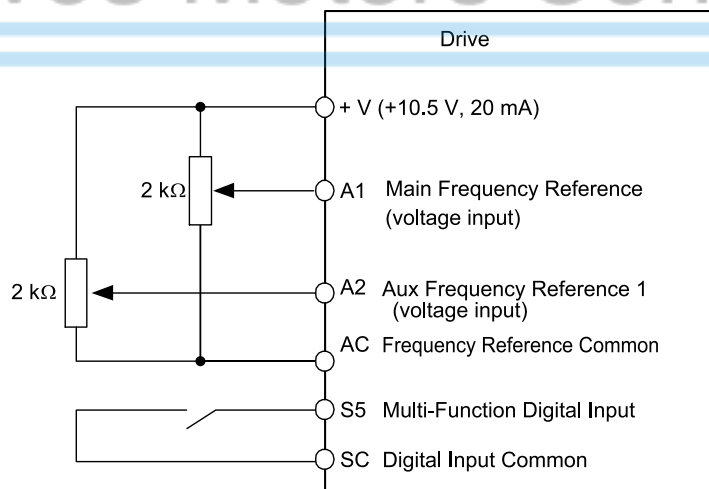 Drive
+ V (+10.5 V, 20 mA)
2 kΩ
A1 Main Frequency Reference
(voltage input)
2 kΩ
A2 Aux Frequency Reference 1
(voltage input)
AC Frequency Reference Common
S5 Multi-Function Digital Input
SC Digital Input Common